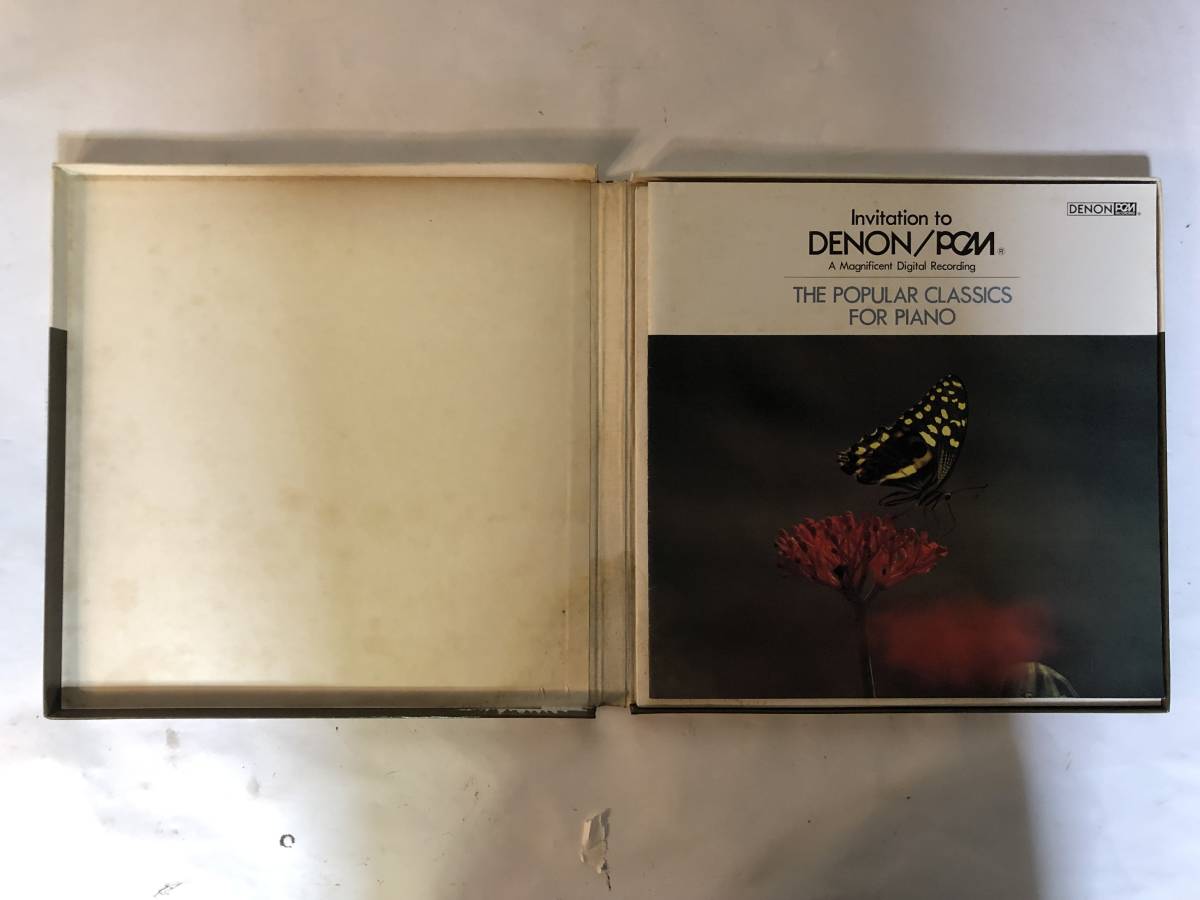 Invitation to
DENON/PCM®
A Magnificent Digital Recording
THE POPULAR CLASSICS
FOR PIANO
DENON PCM